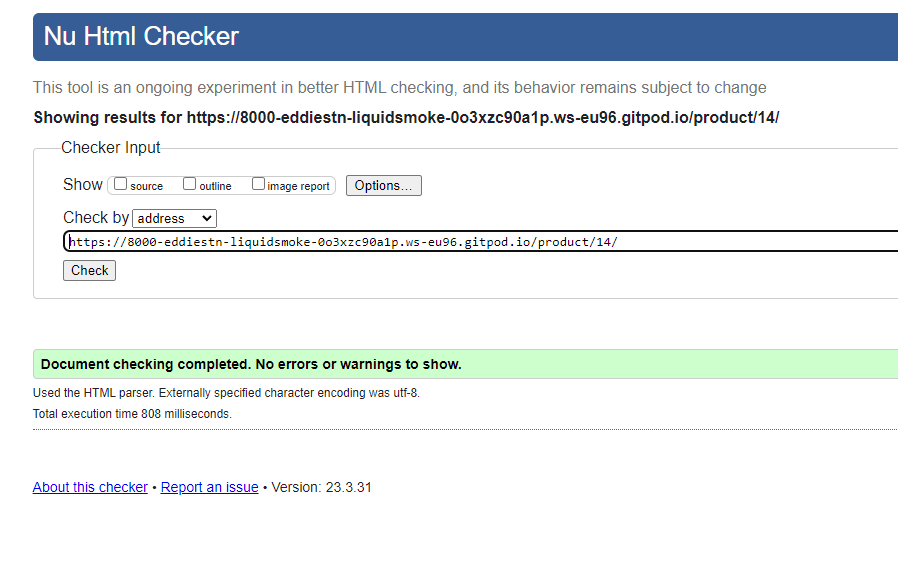 Nu Html Checker
This tool is an ongoing experiment in better HTML checking, and its behavior remains subject to change
Showing results for https://8000-eddiestn-liquidsmoke-0o3xzc90a1p.ws-eu96.gitpod.io/product/14/
Checker Input
Show source outline image report Options...
Check by address
https://8000-eddiestn-liquidsmoke-0o3xzc90a1p.ws-eu96.gitpod.io/product/14/
Check
Document checking completed. No errors or warnings to show.
Used the HTML parser. Externally specified character encoding was utf-8.
Total execution time 808 milliseconds.
About this checker • Report an issue • Version: 23.3.31